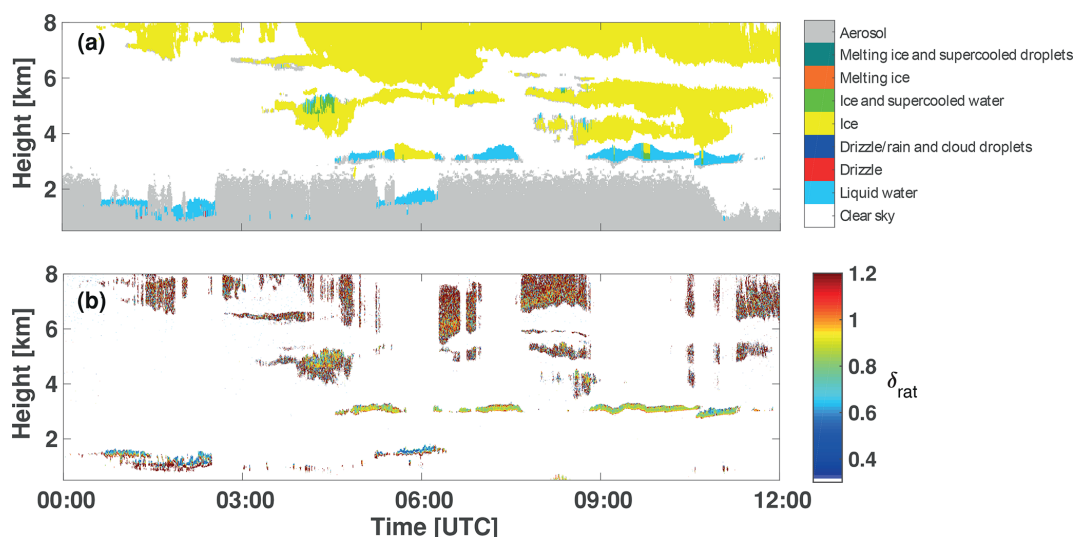 (a)
Height [km]
8
6
4
2
Aerosol
Melting ice and supercooled droplets
Melting ice
Ice and supercooled water
Ice
Drizzle/rain and cloud droplets
Drizzle
Liquid water
Clear sky
(b)
Height [km]
8
6
4
2
00:00 03:00 06:00 09:00 12:00
Time [UTC]
1.2
1
0.8
0.6
0.4
δrat